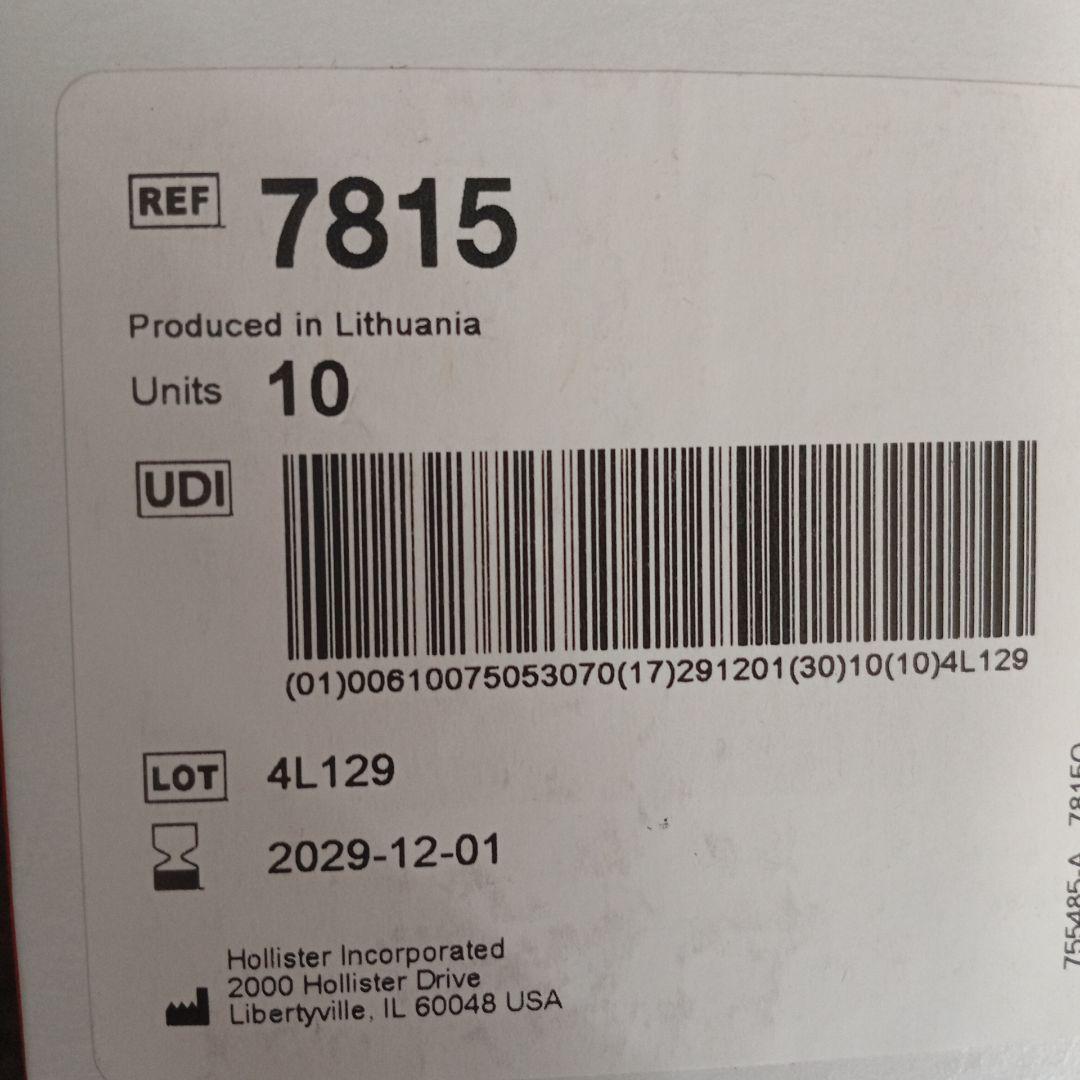 REF 7815
Produced in Lithuania
Units 10
UDI
(01)00610075053070(17)291201(30)10(10)4L129
LOT 4L129
2029-12-01
Hollister Incorporated
2000 Hollister Drive
Libertyville, IL 60048 USA
755485-A